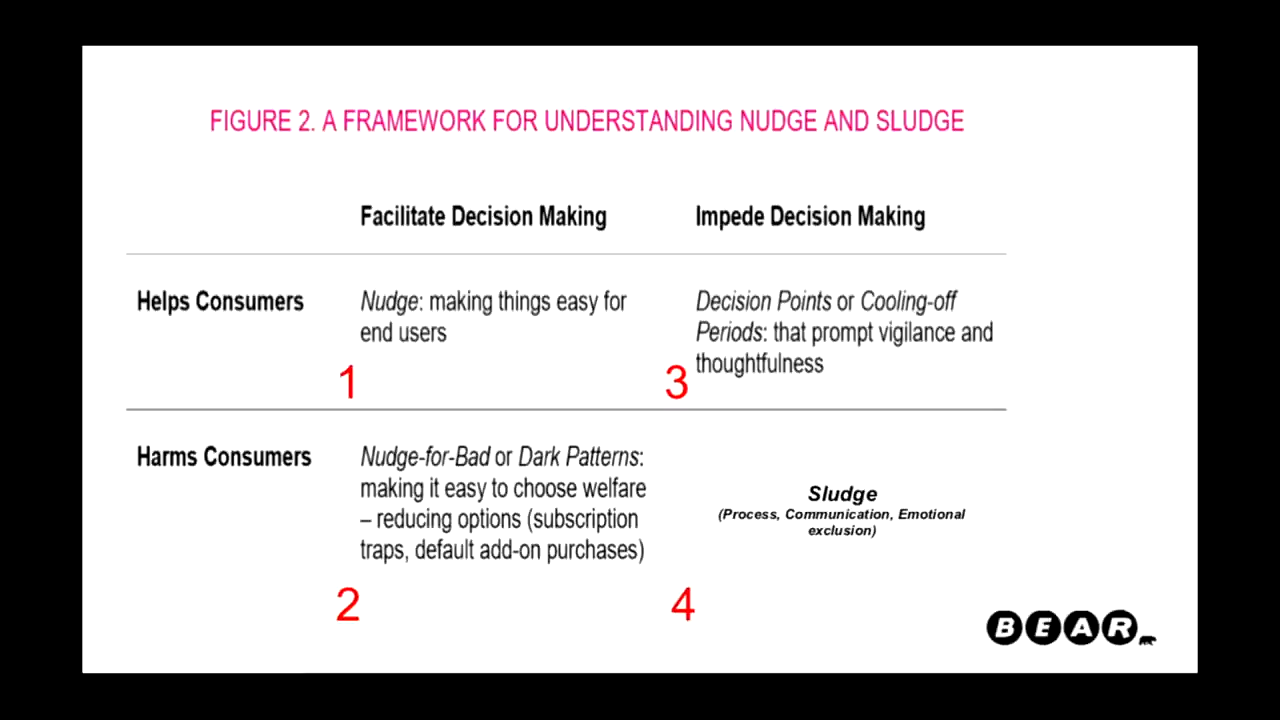 FIGURE 2. A FRAMEWORK FOR UNDERSTANDING NUDGE AND SLUDGE
Facilitate Decision Making
Impede Decision Making
Helps Consumers
Nudge: making things easy for
end users
1
Decision Points or Cooling-off
Periods: that prompt vigilance and
thoughtfulness
3
Harms Consumers
Nudge-for-Bad or Dark Patterns:
making it easy to choose welfare
– reducing options (subscription
traps, default add-on purchases)
2
Sludge
(Process, Communication, Emotional
exclusion)
4
BEAR